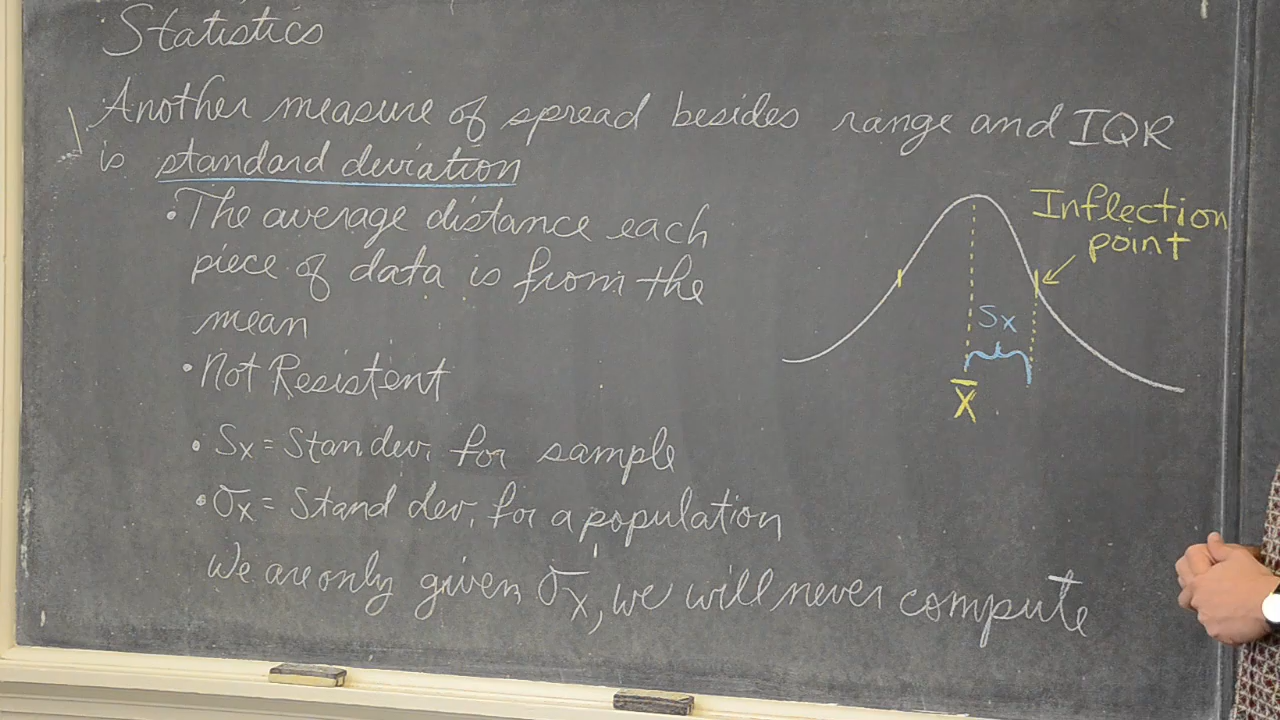 Statistics
Another measure of spread besides range and IQR
is standard deviation
• The average distance each
piece of data is from the
mean
• Not Resistent
• Sx = Stan dev. for sample
• σx = Stand dev. for a population
We are only given σx, we will never compute
Inflection
point
Sx
x̄